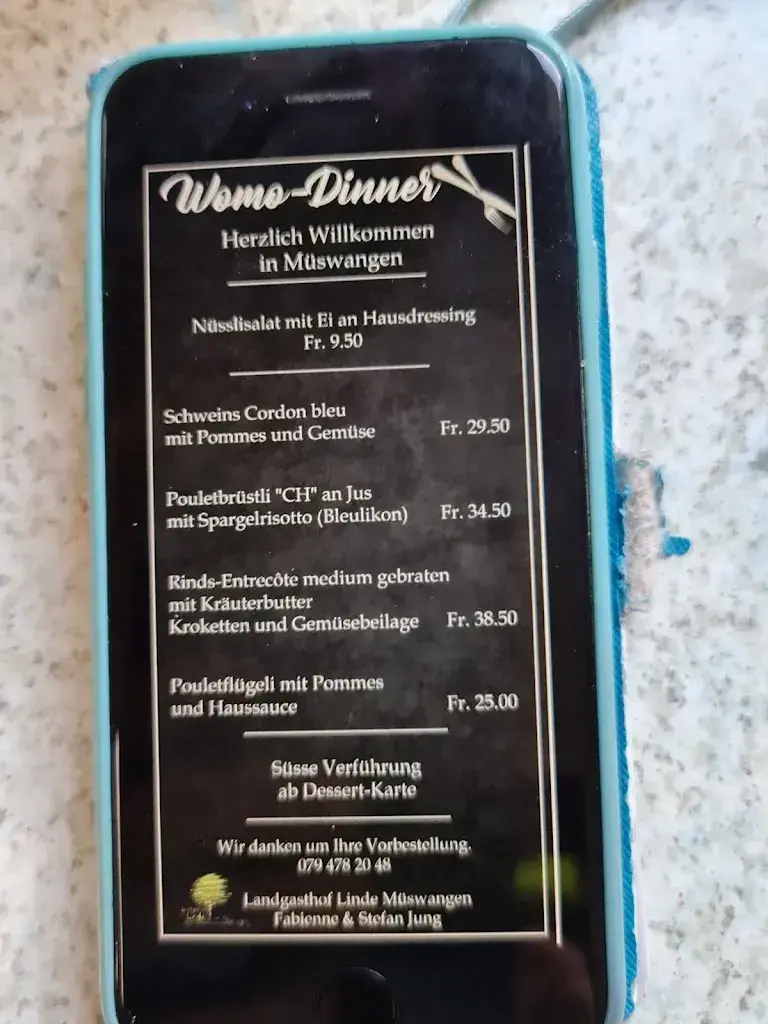 Womo-Dinner
Herzlich Willkommen
in Müswangen
Nüsslisalat mit Ei an Hausdressing
Fr. 9.50
Schweins Cordon bleu
mit Pommes und Gemüse Fr. 29.50
Pouletbrüstli "CH" an Jus
mit Spargelrisotto (Bleulikon) Fr. 34.50
Rinds-Entrecôte medium gebraten
mit Kräuterbutter
Kroketten und Gemüsebeilage Fr. 38.50
Pouletflügeli mit Pommes
und Haussauce Fr. 25.00
Süsse Verführung
ab Dessert-Karte
Wir danken um Ihre Vorbestellung.
079 478 20 48
Landgasthof Linde Müswangen
Fabienne & Stefan Jung